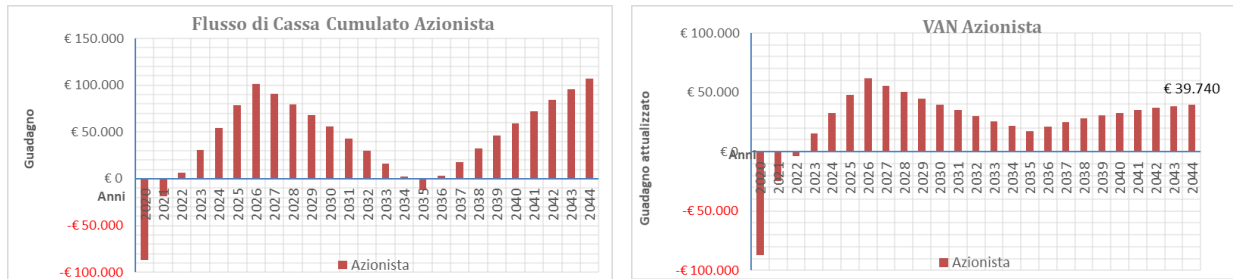 Flusso di Cassa Cumulato Azionista
€ 150.000
€ 100.000
€ 50.000
€ 0
-€ 50.000
-€ 100.000
Guadagno
Anni
2020 2021 2022 2023 2024 2025 2026 2027 2028 2029 2030 2031 2032 2033 2034 2035 2036 2037 2038 2039 2040 2041 2042 2043 2044
Azionista
VAN Azionista
€ 100.000
€ 50.000
€ 0
-€ 50.000
-€ 100.000
Guadagno attualizzato
Anni
€ 39.740
2020 2021 2022 2023 2024 2025 2026 2027 2028 2029 2030 2031 2032 2033 2034 2035 2036 2037 2038 2039 2040 2041 2042 2043 2044
Azionista